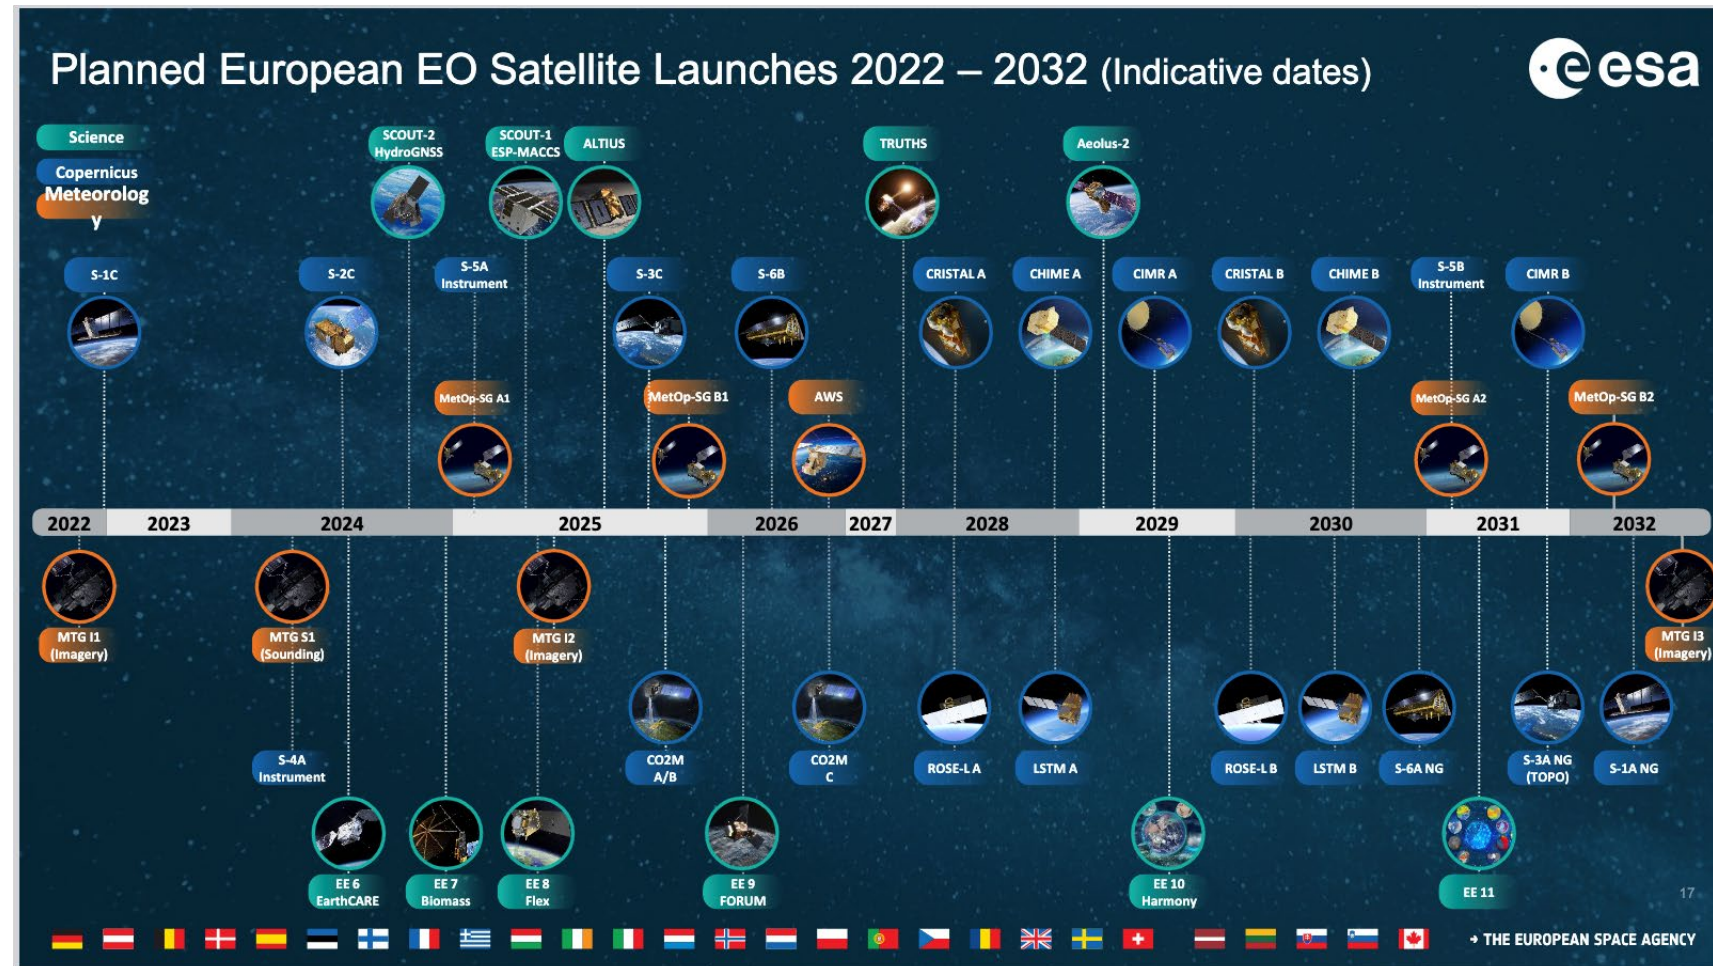 Planned European EO Satellite Launches 2022 – 2032 (Indicative dates)
esa
Science
Copernicus
Meteorolog
y
SCOUT-2
HydroGNSS
SCOUT-1
ESP-MACCS
ALTIUS
TRUTHS
Aeolus-2
S-1C
S-2C
S-5A
Instrument
S-3C
S-6B
CRISTAL A
CHIME A
CIMR A
CRISTAL B
CHIME B
S-5B
Instrument
CIMR B
MetOp-SG A1
MetOp-SG B1
AWS
MetOp-SG A2
MetOp-SG B2
2022
2023
2024
2025
2026
2027
2028
2029
2030
2031
2032
MTG I1
(Imagery)
MTG S1
(Sounding)
MTG I2
(Imagery)
MTG I3
(Imagery)
S-4A
Instrument
CO2M
A/B
CO2M
C
ROSE-L A
LSTM A
ROSE-L B
LSTM B
S-6A NG
S-3A NG
(TOPO)
S-1A NG
EE 6
EarthCARE
EE 7
Biomass
EE 8
Flex
EE 9
FORUM
EE 10
Harmony
EE 11
17
→ THE EUROPEAN SPACE AGENCY